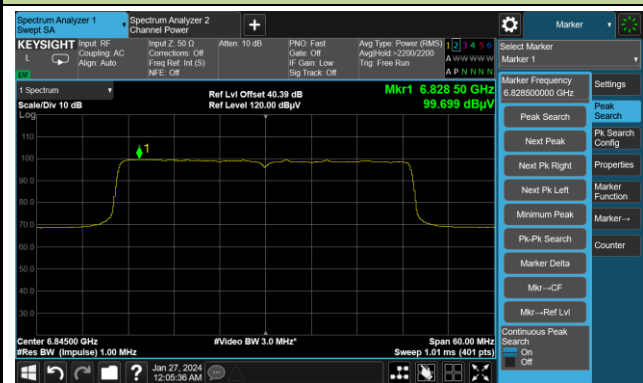 Spectrum Analyzer 1
Swept SA
Spectrum Analyzer 2
Channel Power
+
Marker
KEYSIGHT
L
LXI
Input: RF
Coupling: AC
Align: Auto
Input Z: 50 Ω
Corrections: Off
Freq Ref: Int (S)
NFE: Off
Atten: 10 dB
PNO: Fast
Gate: Off
IF Gain: Low
Sig Track: Off
Avg Type: Power (RMS)
Avg|Hold:>2200/2200
Trig: Free Run
1 2 3 4 5 6
A W W W W W
A P N N N N
Select Marker
Marker 1
1 Spectrum
Scale/Div 10 dB
Log
Ref Lvl Offset 40.39 dB
Ref Level 120.00 dBµV
Mkr1 6.828 50 GHz
99.699 dBµV
110
100
90.0
80.0
70.0
60.0
50.0
40.0
30.0
1
Center 6.84500 GHz
#Res BW (Impulse) 1.00 MHz
#Video BW 3.0 MHz*
Span 60.00 MHz
Sweep 1.01 ms (401 pts)
Marker Frequency
6.828500000 GHz
Peak Search
Next Peak
Next Pk Right
Next Pk Left
Minimum Peak
Pk-Pk Search
Marker Delta
Mkr→CF
Mkr→Ref Lvl
Continuous Peak
Search
On
Off
Settings
Peak
Search
Pk Search
Config
Properties
Marker
Function
Marker→
Counter
?
Jan 27, 2024
12:05:36 AM